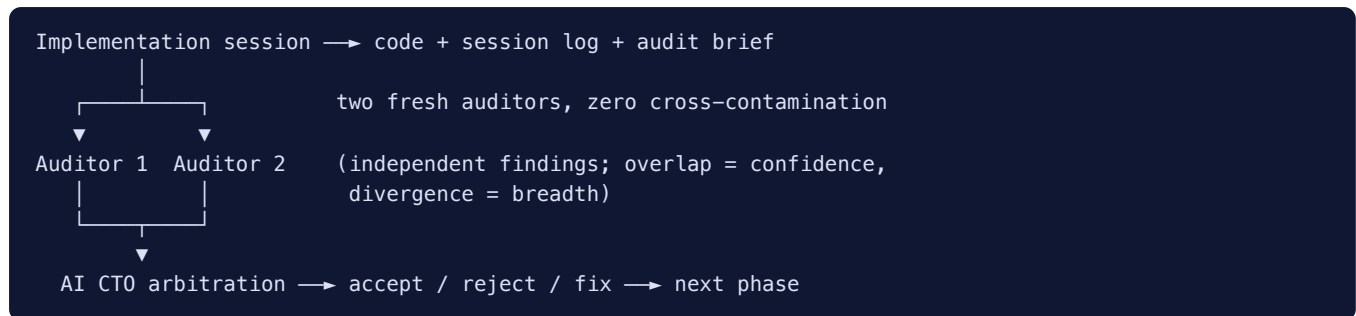 Implementation session ──► code + session log + audit brief
two fresh auditors, zero cross-contamination
Auditor 1 Auditor 2 (independent findings; overlap = confidence,
divergence = breadth)
AI CTO arbitration ──► accept / reject / fix ──► next phase